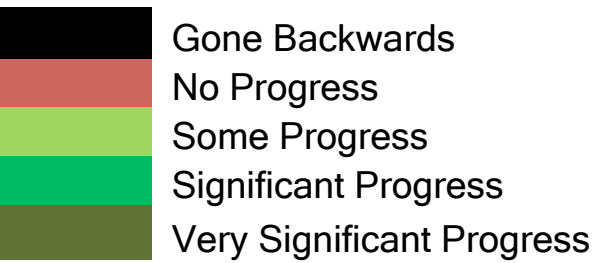 Gone Backwards
No Progress
Some Progress
Significant Progress
Very Significant Progress